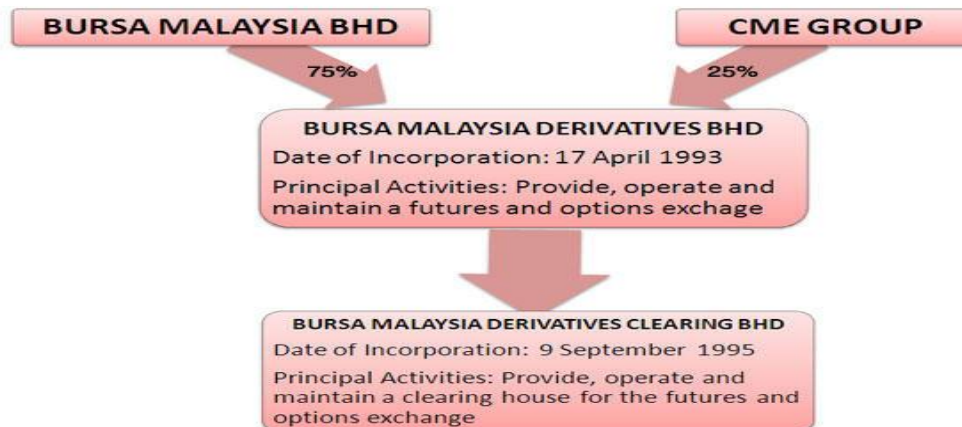 BURSA MALAYSIA BHD
CME GROUP
75%
25%
BURSA MALAYSIA DERIVATIVES BHD
Date of Incorporation: 17 April 1993
Principal Activities: Provide, operate and
maintain a futures and options exchage
BURSA MALAYSIA DERIVATIVES CLEARING BHD
Date of Incorporation: 9 September 1995
Principal Activities: Provide, operate and
maintain a clearing house for the futures and
options exchange